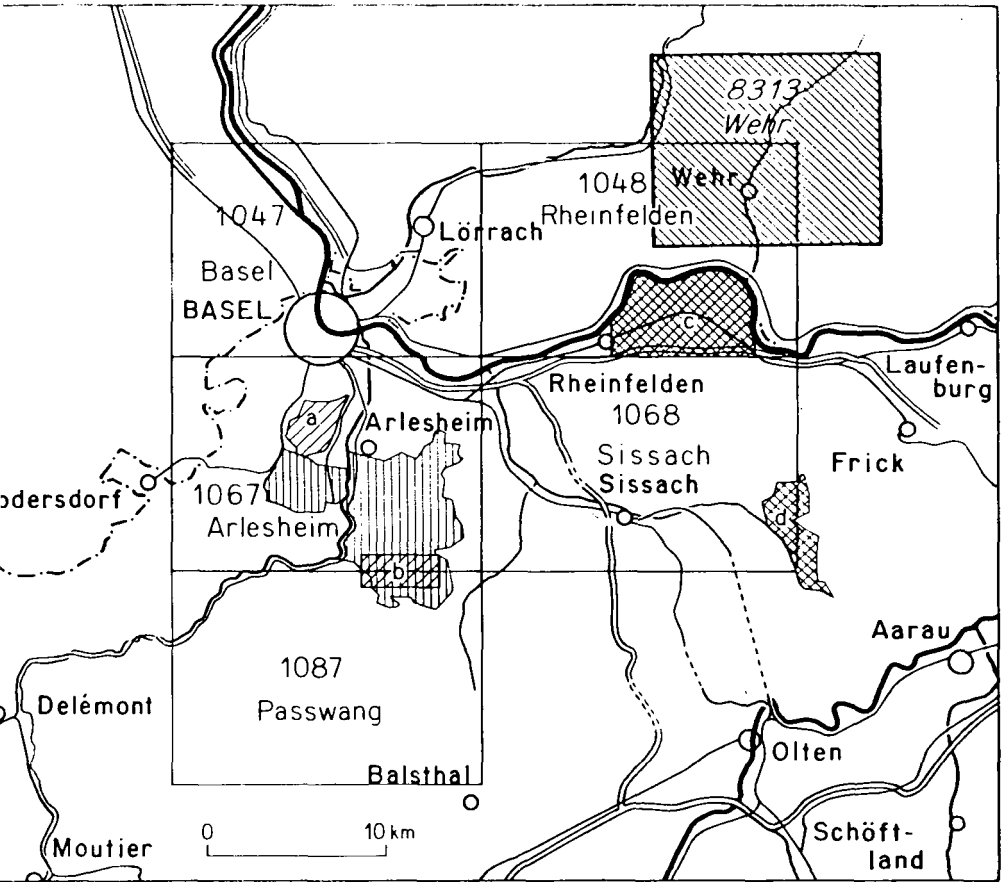 8313
Wehr
1048
Wehr
Rheinfelden
1047
Lörrach
Basel
BASEL
c
Laufen-
burg
Rheinfelden
1068
a
Arlesheim
Sissach
Sissach
Frick
odersdorf
1067
Arlesheim
d
b
Aarau
1087
Passwang
Delémont
Olten
Balsthal
0 10 km
Moutier
Schöft-
land